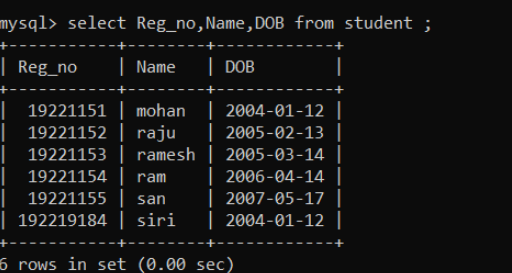 mysql> select Reg_no,Name,DOB from student ;
+-----------+--------+------------+
| Reg_no    | Name   | DOB        |
+-----------+--------+------------+
|  19221151 | mohan  | 2004-01-12 |
|  19221152 | raju   | 2005-02-13 |
|  19221153 | ramesh | 2005-03-14 |
|  19221154 | ram    | 2006-04-14 |
|  19221155 | san    | 2007-05-17 |
| 192219184 | siri   | 2004-01-12 |
+-----------+--------+------------+
6 rows in set (0.00 sec)